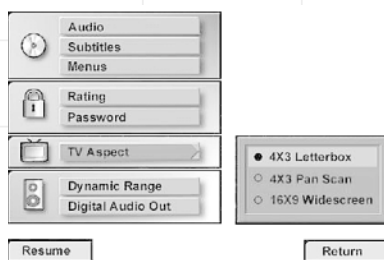 Audio
Subtitles
Menus
Rating
Password
TV Aspect
4X3 Letterbox
4X3 Pan Scan
16X9 Widescreen
Dynamic Range
Digital Audio Out
Resume
Return